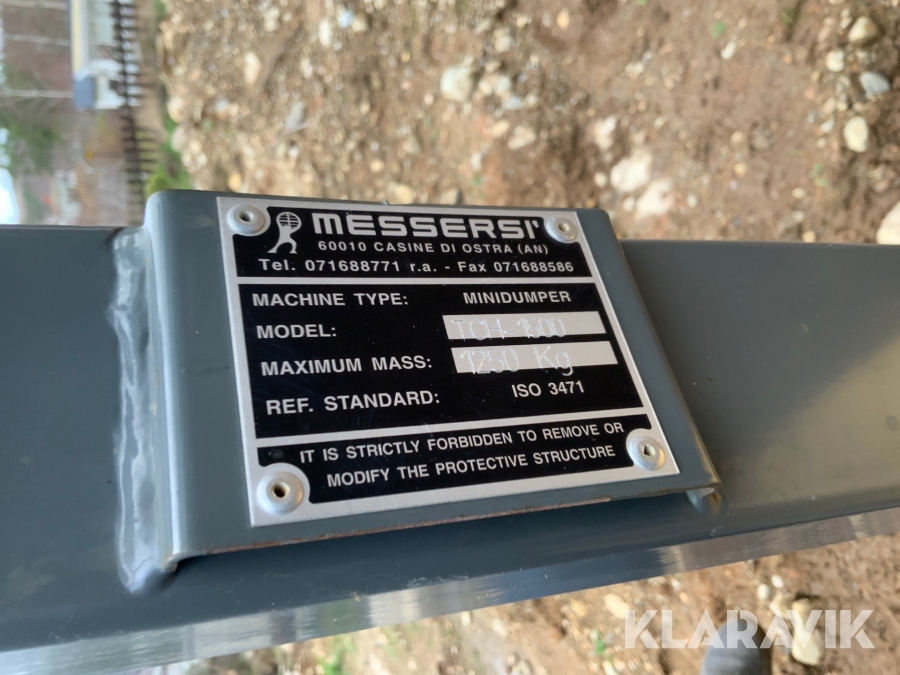 MESSERSI'
60010 CASINE DI OSTRA (AN)
Tel. 071688771 r.a. - Fax 071688586
MACHINE TYPE: MINIDUMPER
MODEL: TCH-1500
MAXIMUM MASS: 1250 Kg
REF. STANDARD: ISO 3471
IT IS STRICTLY FORBIDDEN TO REMOVE OR
MODIFY THE PROTECTIVE STRUCTURE
KLARAVIK